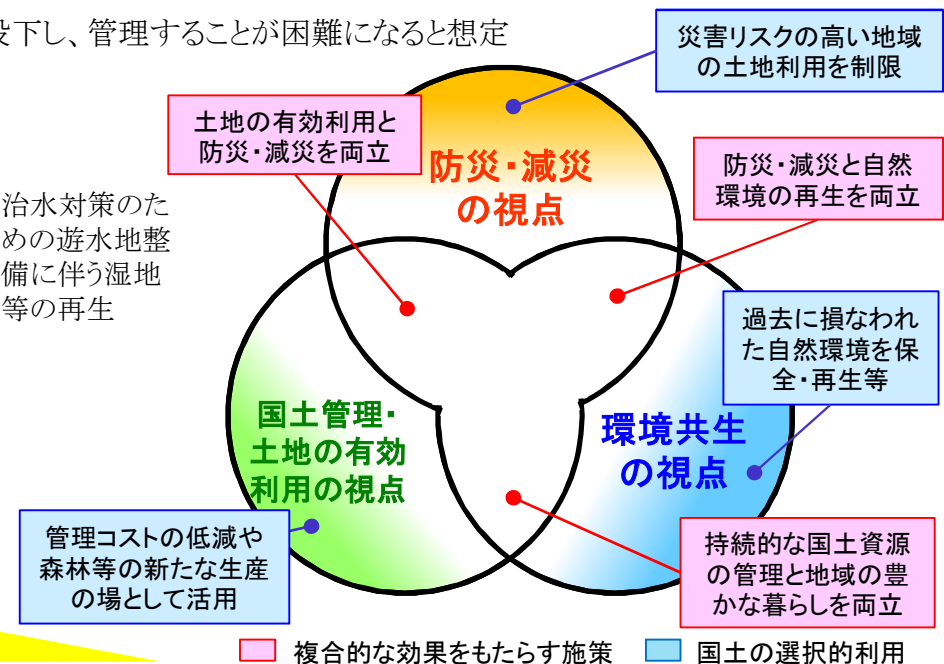 下し、管理することが困難になると想定
災害リスクの高い地域
の土地利用を制限
土地の有効利用と
防災・減災を両立
防災・減災
の視点
防災・減災と自然
環境の再生を両立
治水対策のた
めの遊水地整
備に伴う湿地
等の再生
過去に損なわれ
た自然環境を保
全・再生等
国土管理・
土地の有効
利用の視点
環境共生
の視点
管理コストの低減や
森林等の新たな生産
の場として活用
持続的な国土資源
の管理と地域の豊
かな暮らしを両立
複合的な効果をもたらす施策
国土の選択的利用